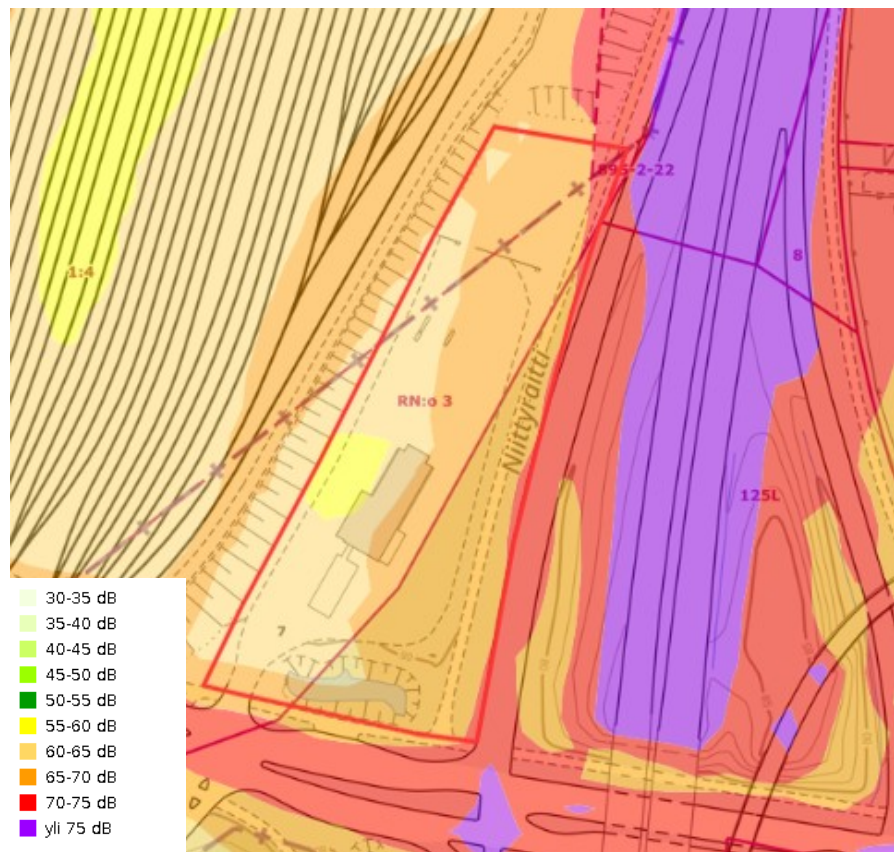 895-2-22
8
1:4
RN:o 3
Niittyraitti
125L
7
30-35 dB
35-40 dB
40-45 dB
45-50 dB
50-55 dB
55-60 dB
60-65 dB
65-70 dB
70-75 dB
yli 75 dB